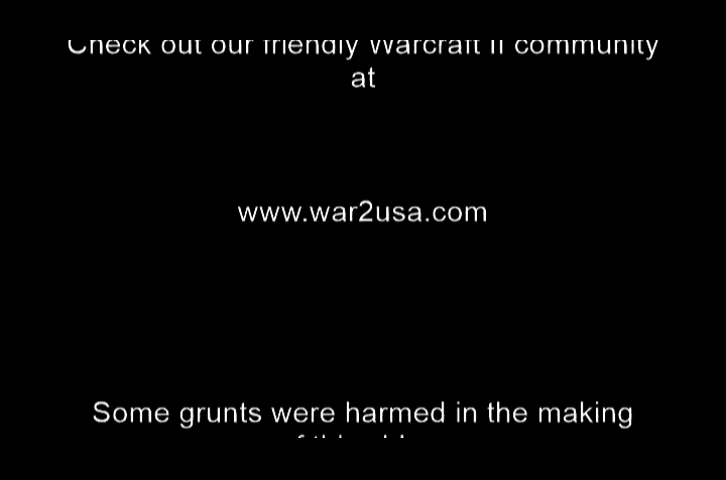 Check out our friendly Warcraft II community
at
www.war2usa.com
Some grunts were harmed in the making